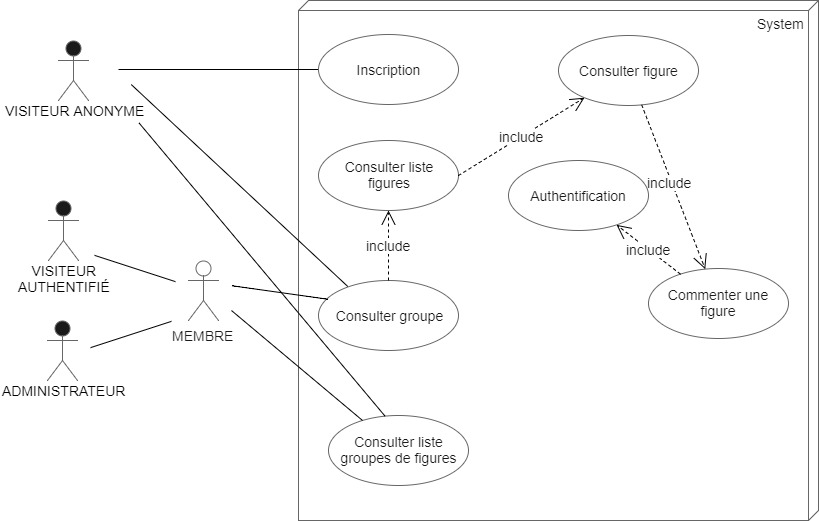 System
Inscription
Consulter figure
VISITEUR ANONYME
include
Consulter liste
figures
Authentification
include
include
include
VISITEUR
AUTHENTIFIÉ
Commenter une
figure
Consulter groupe
MEMBRE
ADMINISTRATEUR
Consulter liste
groupes de figures